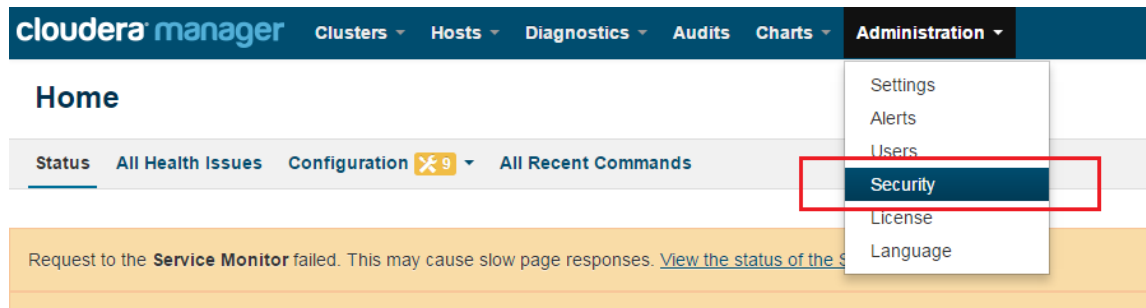 cloudera manager Clusters Hosts Diagnostics Audits Charts Administration
Home
Settings
Alerts
Users
Security
License
Language
Status All Health Issues Configuration 9 All Recent Commands
Request to the Service Monitor failed. This may cause slow page responses. View the status of the